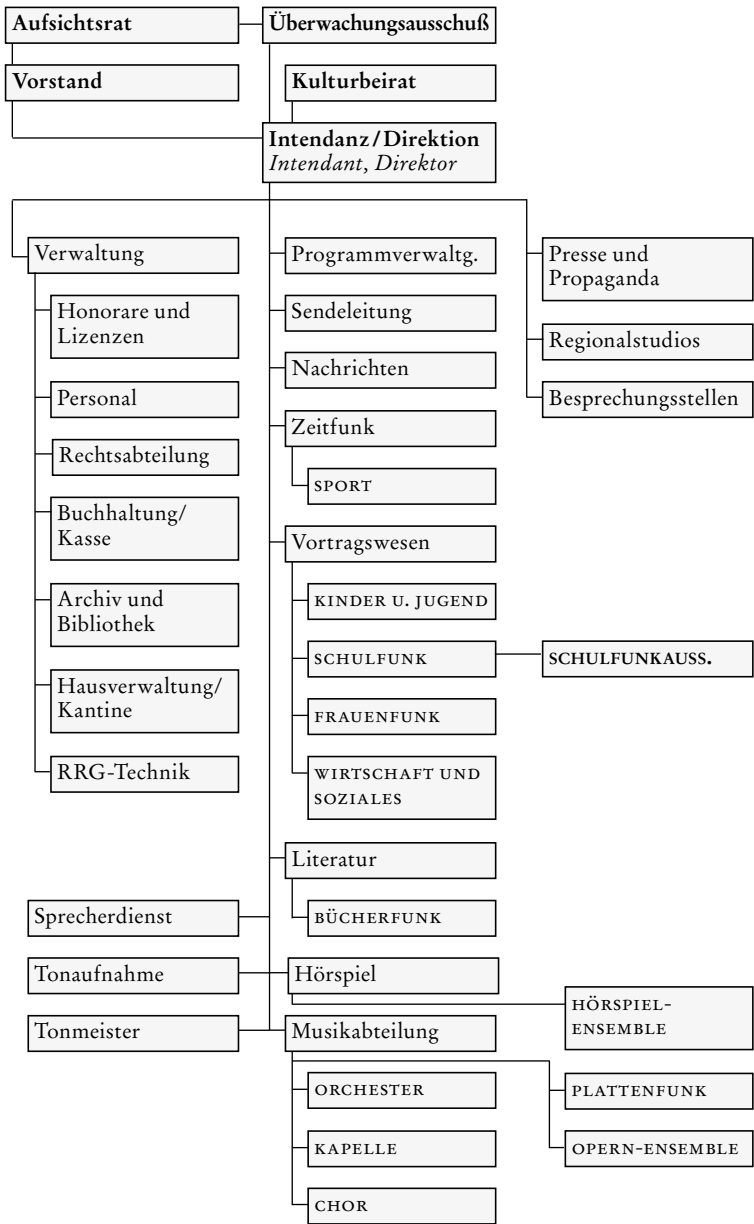 Aufsichtsrat
Überwachungsausschuß
Vorstand
Kulturbeirat
Intendanz/Direktion
Intendant, Direktor
Verwaltung
Honorare und
Lizenzen
Personal
Rechtsabteilung
Buchhaltung/
Kasse
Archiv und
Bibliothek
Hausverwaltung/
Kantine
RRG-Technik
Sprecherdienst
Tonaufnahme
Tonmeister
Programmverwaltg.
Sendeleitung
Nachrichten
Zeitfunk
SPORT
Vortragswesen
KINDER U. JUGEND
SCHULFUNK
FRAUENFUNK
WIRTSCHAFT UND
SOZIALES
Literatur
BÜCHERFUNK
Hörspiel
Musikabteilung
ORCHESTER
KAPELLE
CHOR
Presse und
Propaganda
Regionalstudios
Besprechungsstellen
SCHULFUNKAUSS.
HÖRSPIEL-
ENSEMBLE
PLATTENFUNK
OPERN-ENSEMBLE